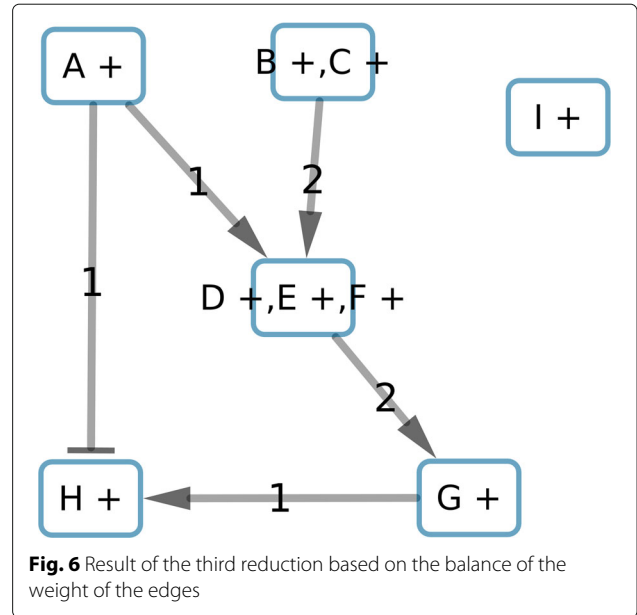 A +
B +,C +
I +
1
2
1
D +,E +,F +
2
H +
1
G +
Fig. 6 Result of the third reduction based on the balance of the
weight of the edges